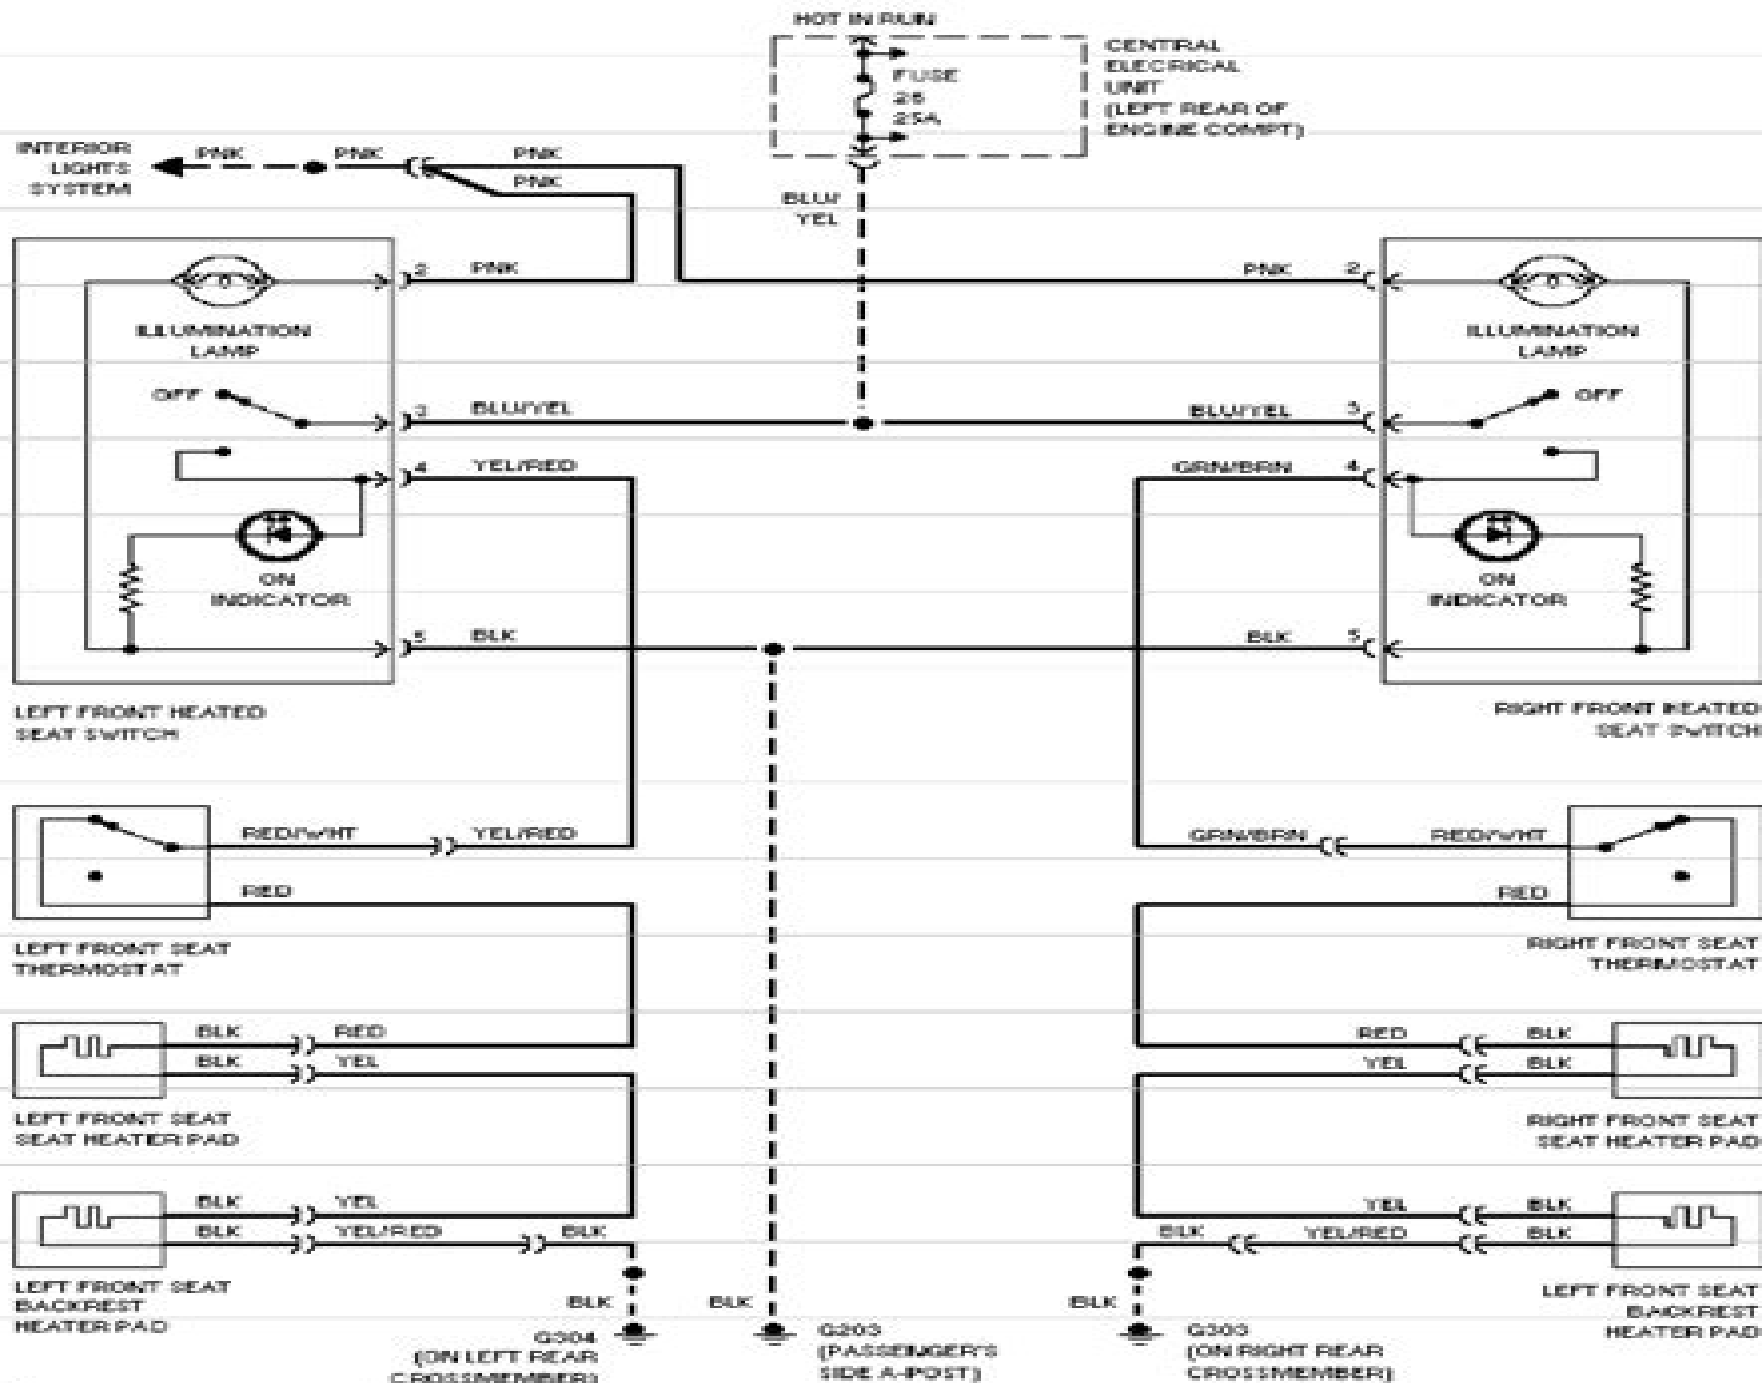 HOT IN RUN
CENTRAL
ELECRICAL
UNIT
(LEFT REAR OF
ENGINE COMPT)
FUSE
26
25A
INTERIOR
LIGHTS
SYSTEM
PNK
PNK
PNK
PNK
BLU/
YEL
2
PNK
PNK
2
ILLUMINATION
LAMP
ILLUMINATION
LAMP
OFF
3
BLU/YEL
BLU/YEL
3
OFF
4
YEL/RED
GRN/BRN
4
ON
INDICATOR
ON
INDICATOR
5
BLK
BLK
5
LEFT FRONT HEATED
SEAT SWITCH
RIGHT FRONT HEATED
SEAT SWITCH
RED/WHT
YEL/RED
GRN/BRN
RED/WHT
RED
RED
LEFT FRONT SEAT
THERMOSTAT
RIGHT FRONT SEAT
THERMOSTAT
BLK
RED
RED
BLK
BLK
YEL
YEL
BLK
LEFT FRONT SEAT
SEAT HEATER PAD
RIGHT FRONT SEAT
SEAT HEATER PAD
BLK
YEL
YEL
BLK
BLK
YEL/RED
BLK
BLK
YEL/RED
BLK
LEFT FRONT SEAT
BACKREST
HEATER PAD
LEFT FRONT SEAT
BACKREST
HEATER PAD
BLK
BLK
BLK
G304
(ON LEFT REAR
CROSSMEMBER)
G203
(PASSENGER'S
SIDE A-POST)
G303
(ON RIGHT REAR
CROSSMEMBER)